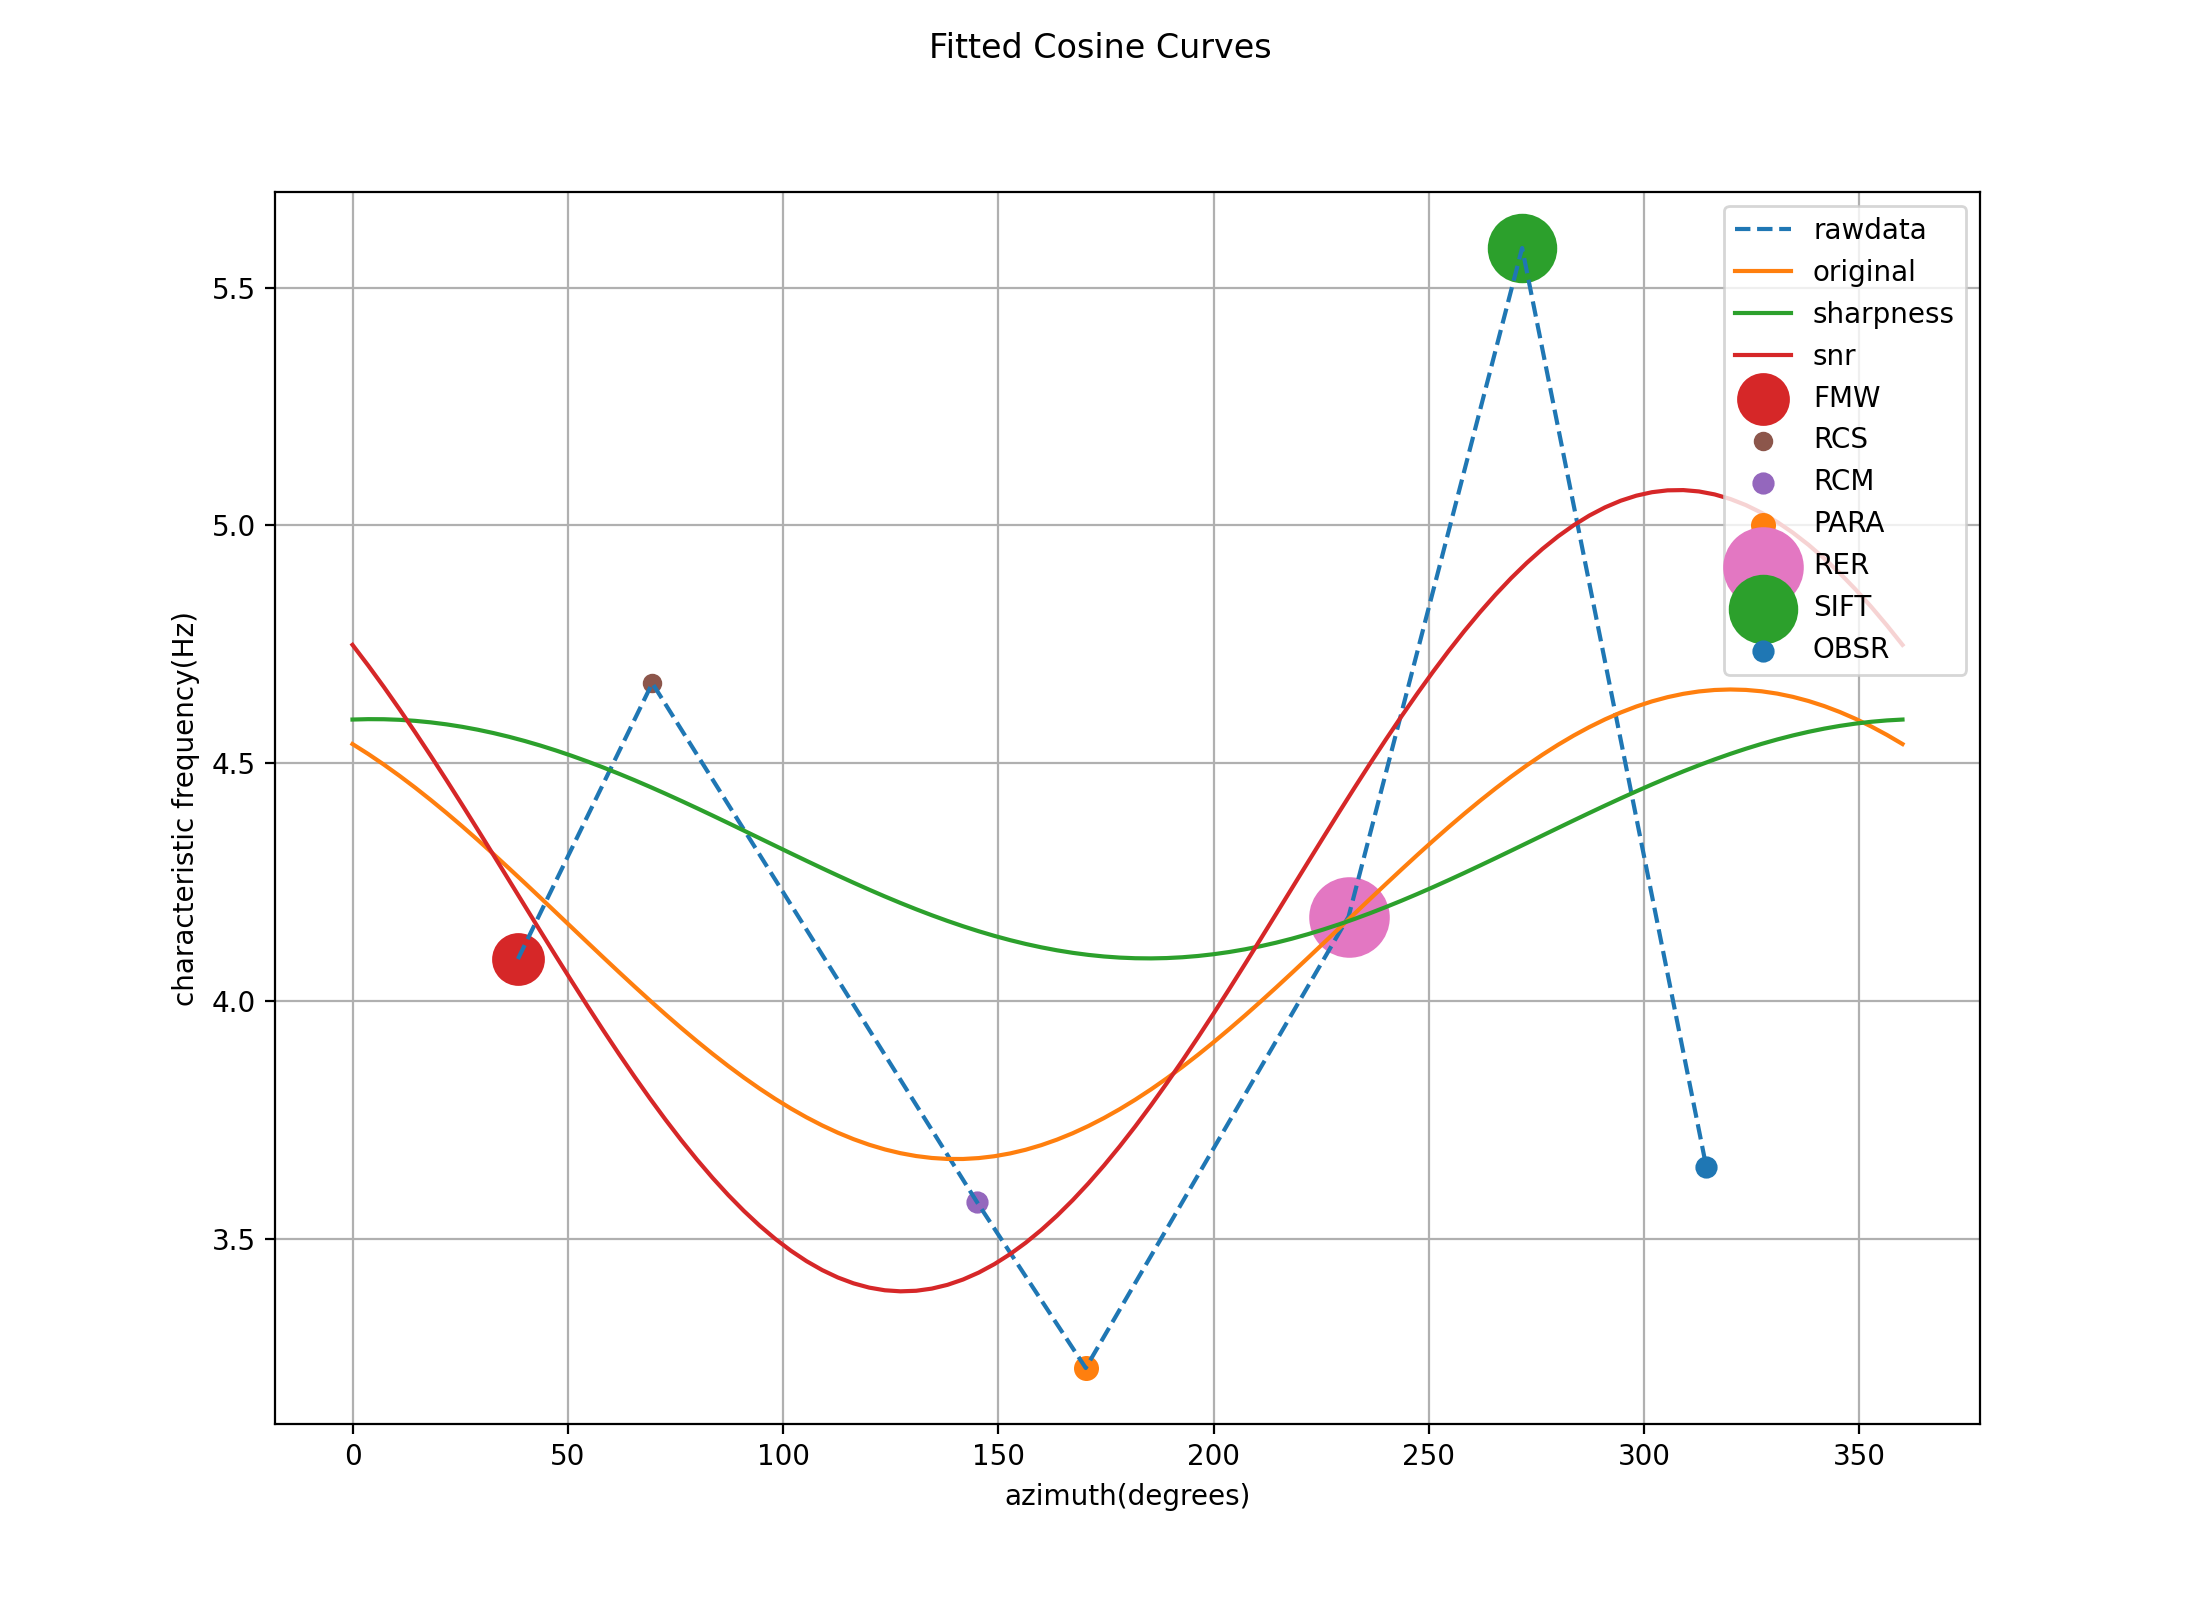 Fitted Cosine Curves
5.5
5.0
4.5
4.0
3.5
characteristic frequency(Hz)
rawdata
original
sharpness
snr
FMW
RCS
RCM
PARA
RER
SIFT
OBSR
0 50 100 150 200 250 300 350
azimuth(degrees)